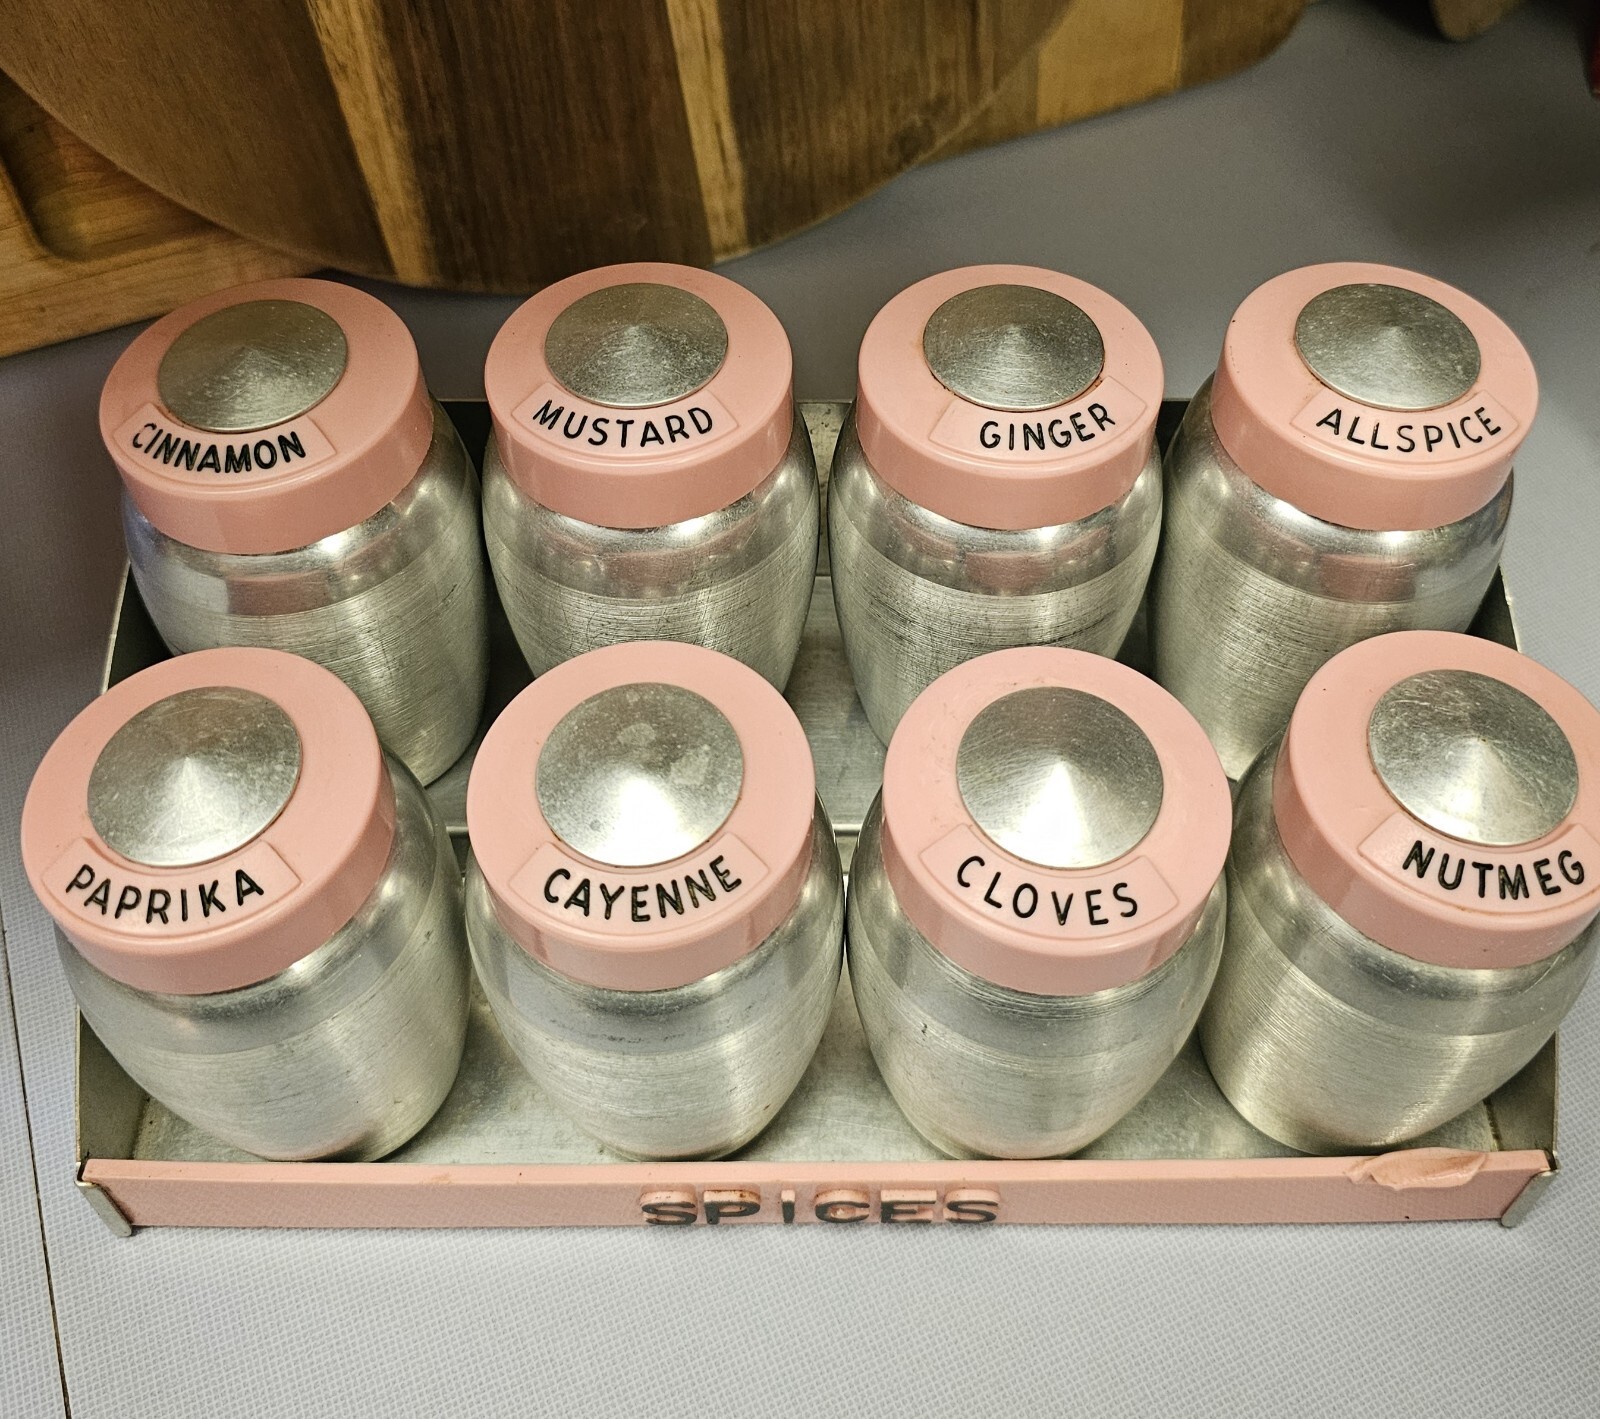 CINNAMON
MUSTARD
GINGER
ALLSPICE
PAPRIKA
CAYENNE
CLOVES
NUTMEG
SPICES